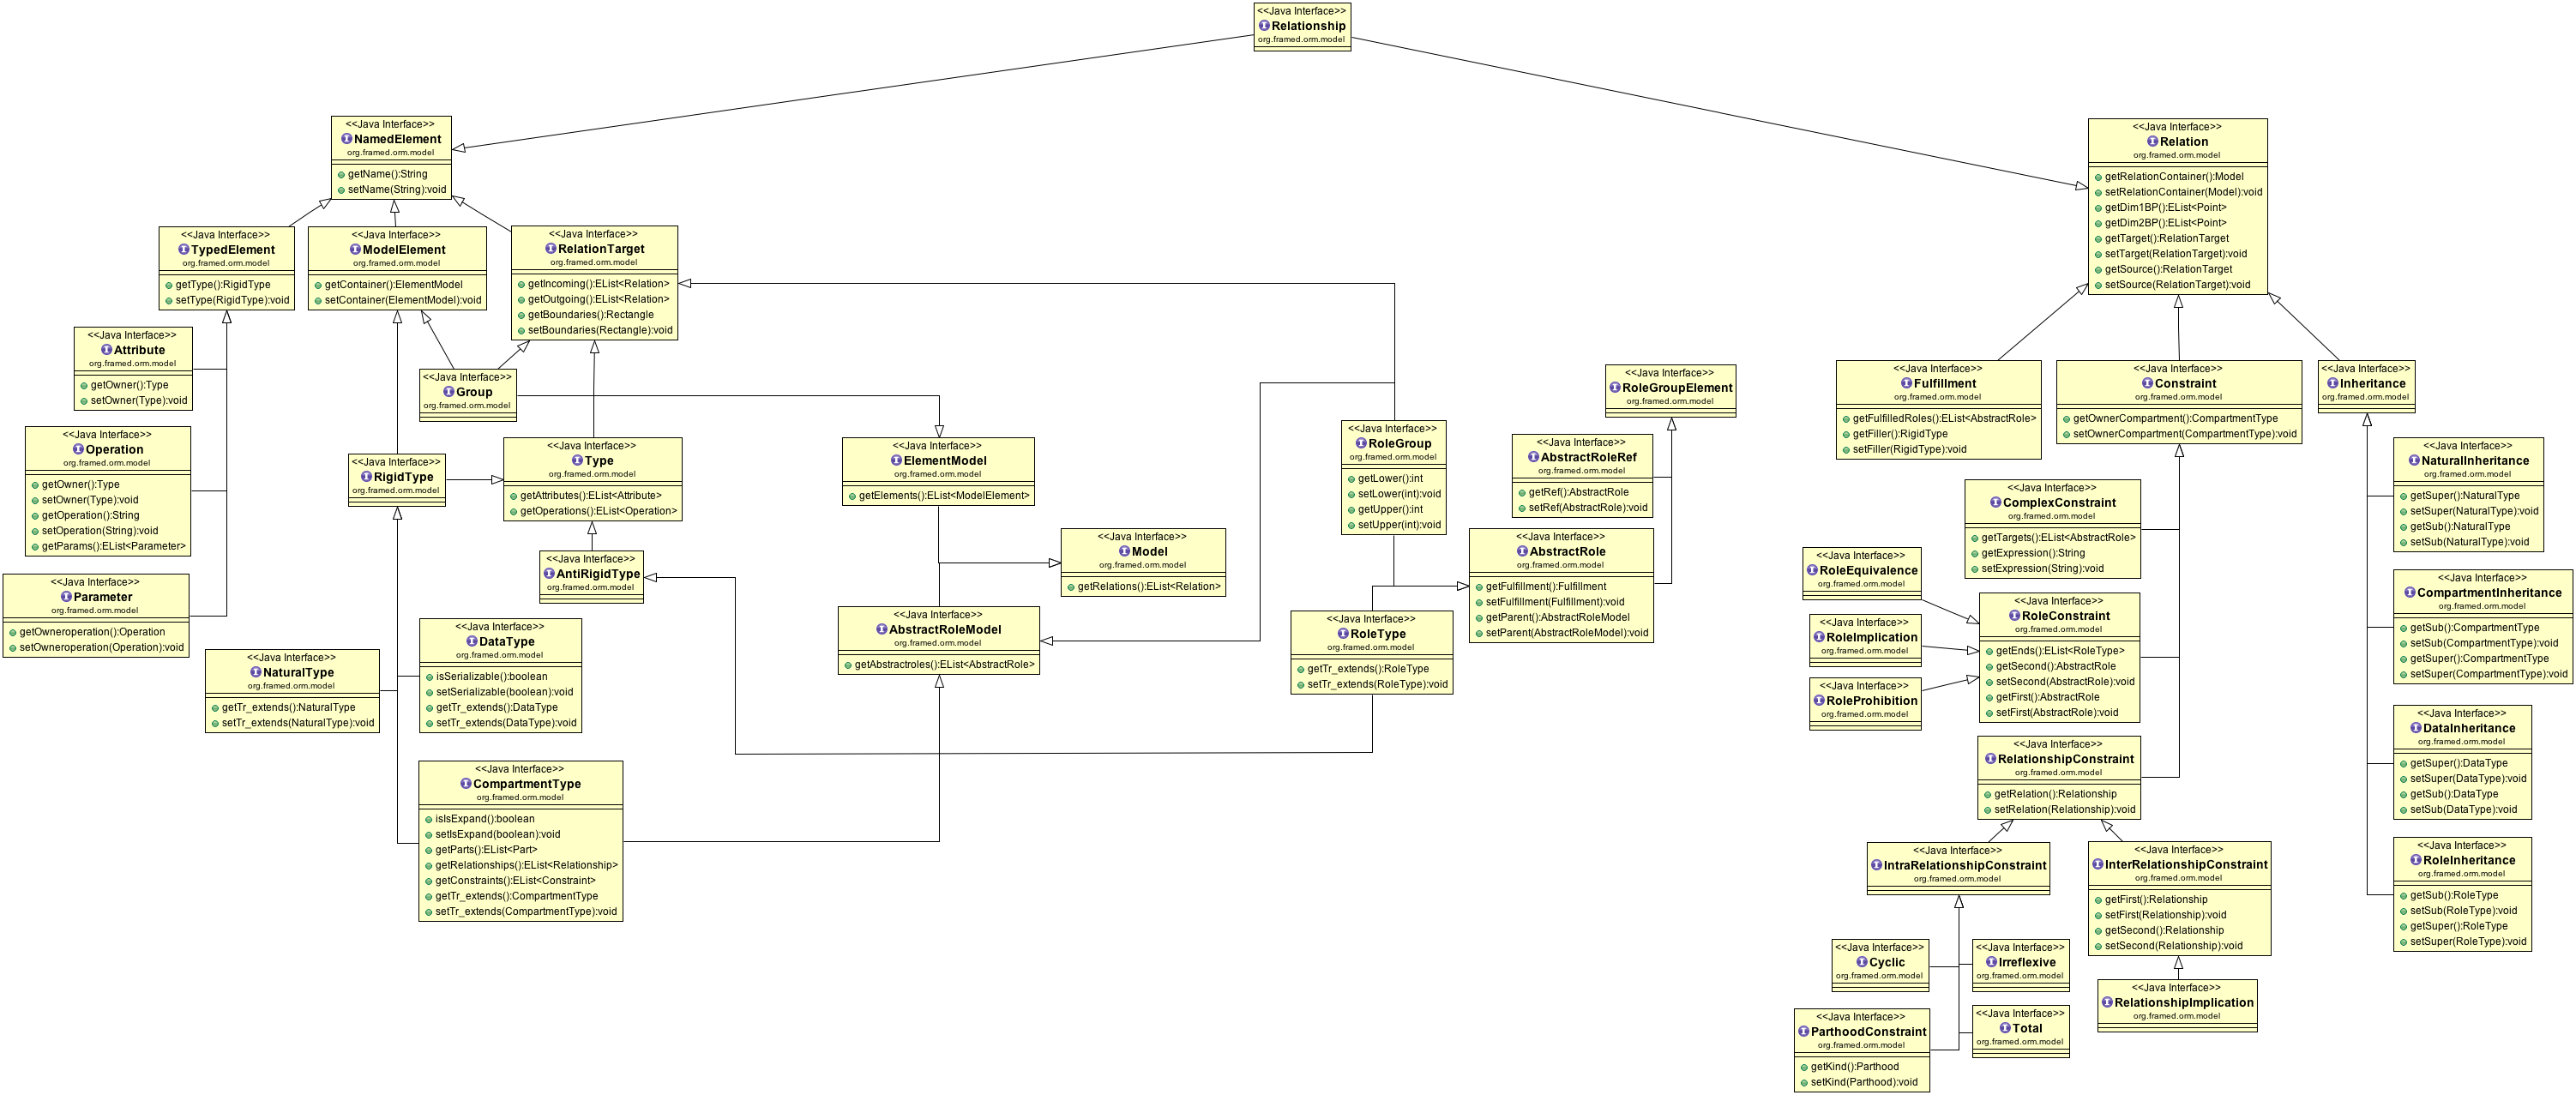 <<Java Interface>>
Relationship
org.framed.orm.model
<<Java Interface>>
NamedElement
org.framed.orm.model
getName():String
setName(String):void
<<Java Interface>>
Relation
org.framed.orm.model
getRelationContainer():Model
setRelationContainer(Model):void
getDim1BP():EList<Point>
getDim2BP():EList<Point>
getTarget():RelationTarget
setTarget(RelationTarget):void
getSource():RelationTarget
setSource(RelationTarget):void
<<Java Interface>>
TypedElement
org.framed.orm.model
getType():RigidType
setType(RigidType):void
<<Java Interface>>
ModelElement
org.framed.orm.model
getContainer():ElementModel
setContainer(ElementModel):void
<<Java Interface>>
RelationTarget
org.framed.orm.model
getIncoming():EList<Relation>
getOutgoing():EList<Relation>
getBoundaries():Rectangle
setBoundaries(Rectangle):void
<<Java Interface>>
Attribute
org.framed.orm.model
getOwner():Type
setOwner(Type):void
<<Java Interface>>
Group
org.framed.orm.model
<<Java Interface>>
RoleGroupElement
org.framed.orm.model
<<Java Interface>>
Fulfillment
org.framed.orm.model
getFulfilledRoles():EList<AbstractRole>
getFiller():RigidType
setFiller(RigidType):void
<<Java Interface>>
Constraint
org.framed.orm.model
getOwnerCompartment():CompartmentType
setOwnerCompartment(CompartmentType):void
<<Java Interface>>
Inheritance
org.framed.orm.model
<<Java Interface>>
Operation
org.framed.orm.model
getOwner():Type
setOwner(Type):void
getOperation():String
setOperation(String):void
getParams():EList<Parameter>
<<Java Interface>>
RigidType
org.framed.orm.model
<<Java Interface>>
Type
org.framed.orm.model
getAttributes():EList<Attribute>
getOperations():EList<Operation>
<<Java Interface>>
ElementModel
org.framed.orm.model
getElements():EList<ModelElement>
<<Java Interface>>
RoleGroup
org.framed.orm.model
getLower():int
setLower(int):void
getUpper():int
setUpper(int):void
<<Java Interface>>
AbstractRoleRef
org.framed.orm.model
getRef():AbstractRole
setRef(AbstractRole):void
<<Java Interface>>
NaturalInheritance
org.framed.orm.model
getSuper():NaturalType
setSuper(NaturalType):void
getSub():NaturalType
setSub(NaturalType):void
<<Java Interface>>
ComplexConstraint
org.framed.orm.model
getTargets():EList<AbstractRole>
getExpression():String
setExpression(String):void
<<Java Interface>>
Model
org.framed.orm.model
getRelations():EList<Relation>
<<Java Interface>>
AbstractRole
org.framed.orm.model
getFulfillment():Fulfillment
setFulfillment(Fulfillment):void
getParent():AbstractRoleModel
setParent(AbstractRoleModel):void
<<Java Interface>>
AntiRigidType
org.framed.orm.model
<<Java Interface>>
RoleEquivalence
org.framed.orm.model
<<Java Interface>>
Parameter
org.framed.orm.model
getOwneroperation():Operation
setOwneroperation(Operation):void
<<Java Interface>>
CompartmentInheritance
org.framed.orm.model
getSub():CompartmentType
setSub(CompartmentType):void
getSuper():CompartmentType
setSuper(CompartmentType):void
<<Java Interface>>
RoleConstraint
org.framed.orm.model
getEnds():EList<RoleType>
getSecond():AbstractRole
setSecond(AbstractRole):void
getFirst():AbstractRole
setFirst(AbstractRole):void
<<Java Interface>>
AbstractRoleModel
org.framed.orm.model
getAbstractroles():EList<AbstractRole>
<<Java Interface>>
RoleType
org.framed.orm.model
getTr_extends():RoleType
setTr_extends(RoleType):void
<<Java Interface>>
RoleImplication
org.framed.orm.model
<<Java Interface>>
DataType
org.framed.orm.model
isSerializable():boolean
setSerializable(boolean):void
getTr_extends():DataType
setTr_extends(DataType):void
<<Java Interface>>
NaturalType
org.framed.orm.model
getTr_extends():NaturalType
setTr_extends(NaturalType):void
<<Java Interface>>
RoleProhibition
org.framed.orm.model
<<Java Interface>>
DataInheritance
org.framed.orm.model
getSuper():DataType
setSuper(DataType):void
getSub():DataType
setSub(DataType):void
<<Java Interface>>
RelationshipConstraint
org.framed.orm.model
getRelation():Relationship
setRelation(Relationship):void
<<Java Interface>>
CompartmentType
org.framed.orm.model
isIsExpand():boolean
setIsExpand(boolean):void
getParts():EList<Part>
getRelationships():EList<Relationship>
getConstraints():EList<Constraint>
getTr_extends():CompartmentType
setTr_extends(CompartmentType):void
<<Java Interface>>
IntraRelationshipConstraint
org.framed.orm.model
<<Java Interface>>
InterRelationshipConstraint
org.framed.orm.model
getFirst():Relationship
setFirst(Relationship):void
getSecond():Relationship
setSecond(Relationship):void
<<Java Interface>>
RoleInheritance
org.framed.orm.model
getSub():RoleType
setSub(RoleType):void
getSuper():RoleType
setSuper(RoleType):void
<<Java Interface>>
Cyclic
org.framed.orm.model
<<Java Interface>>
Irreflexive
org.framed.orm.model
<<Java Interface>>
RelationshipImplication
org.framed.orm.model
<<Java Interface>>
ParthoodConstraint
org.framed.orm.model
getKind():Parthood
setKind(Parthood):void
<<Java Interface>>
Total
org.framed.orm.model